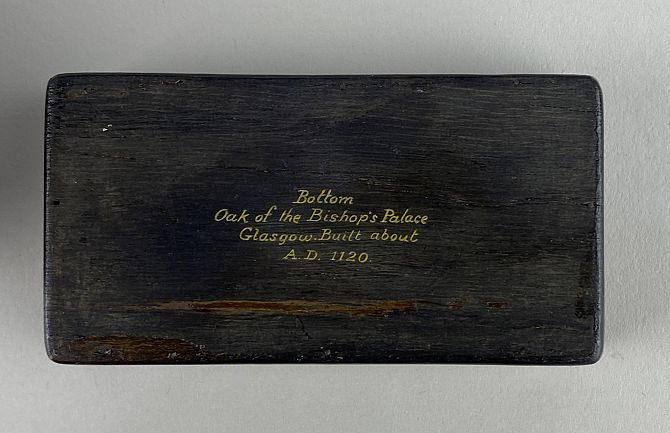 Bottom
Oak of the Bishop's Palace
Glasgow. Built about
A.D. 1120.